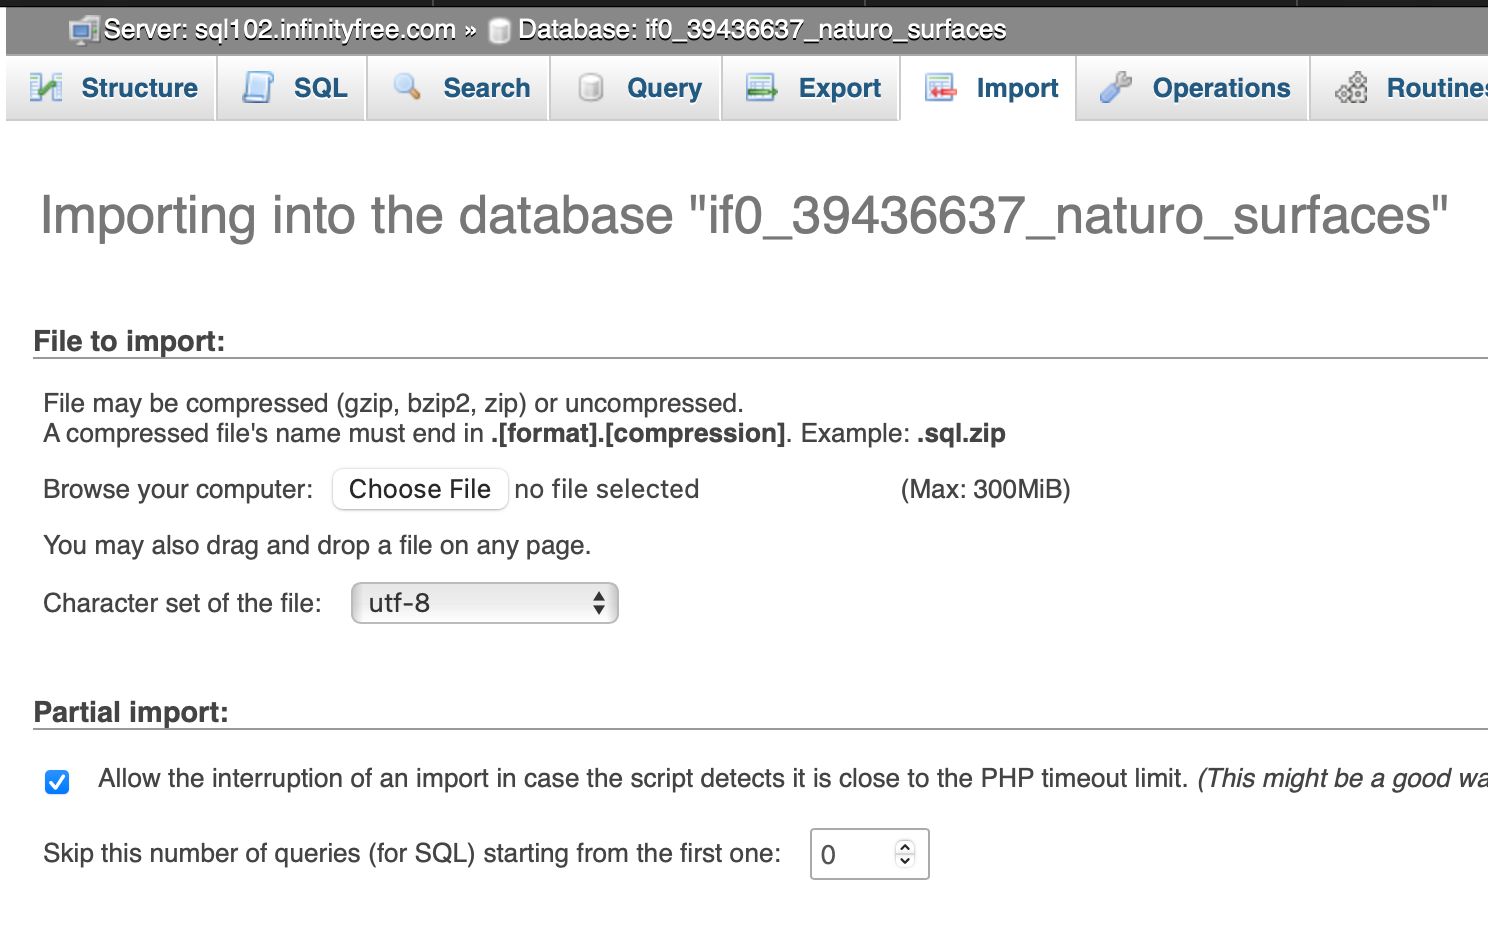 Server: sql102.infinityfree.com » Database: if0_39436637_naturo_surfaces
Structure SQL Search Query Export Import Operations Routines
Importing into the database "if0_39436637_naturo_surfaces"
File to import:
File may be compressed (gzip, bzip2, zip) or uncompressed.
A compressed file's name must end in .[format].[compression]. Example: .sql.zip
Browse your computer: Choose File no file selected (Max: 300MiB)
You may also drag and drop a file on any page.
Character set of the file: utf-8
Partial import:
Allow the interruption of an import in case the script detects it is close to the PHP timeout limit. (This might be a good
Skip this number of queries (for SQL) starting from the first one: 0